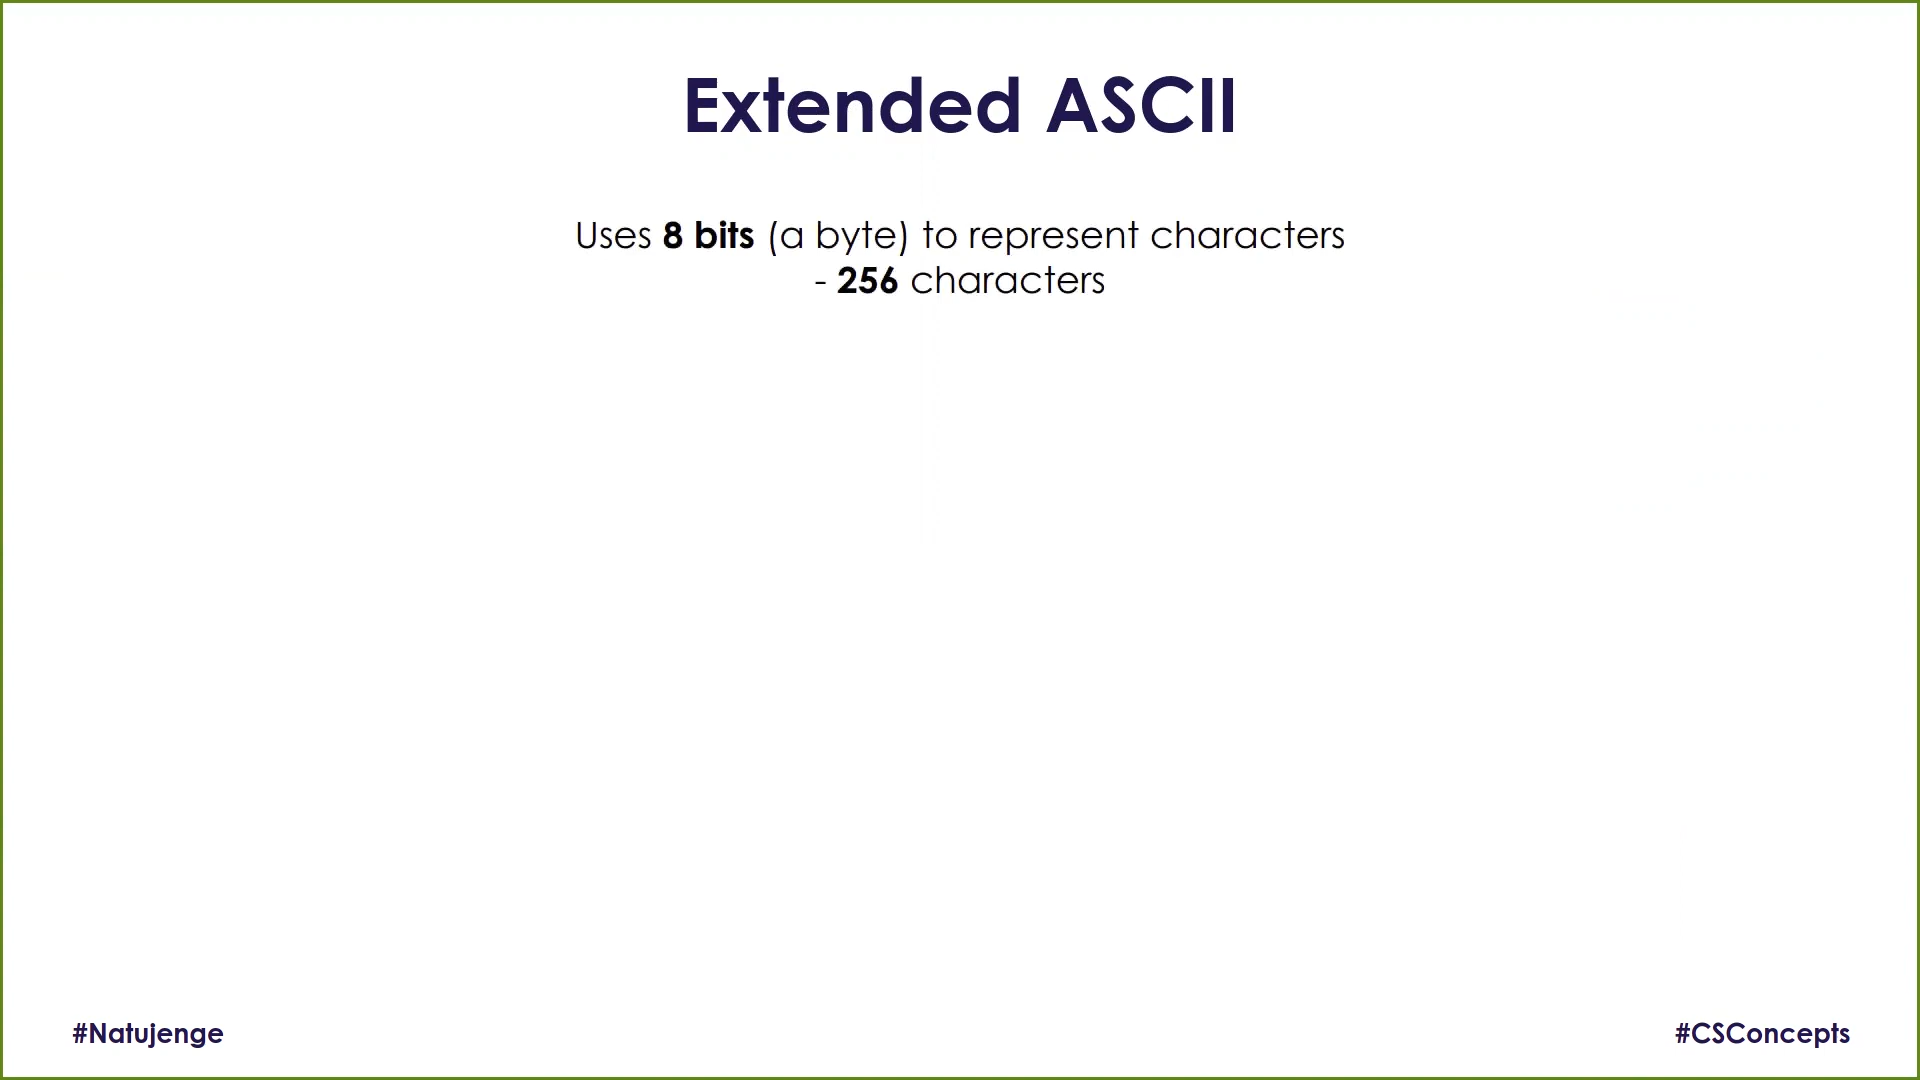 Extended ASCII
Uses 8 bits (a byte) to represent characters
- 256 characters
#Natujenge
#CSConcepts